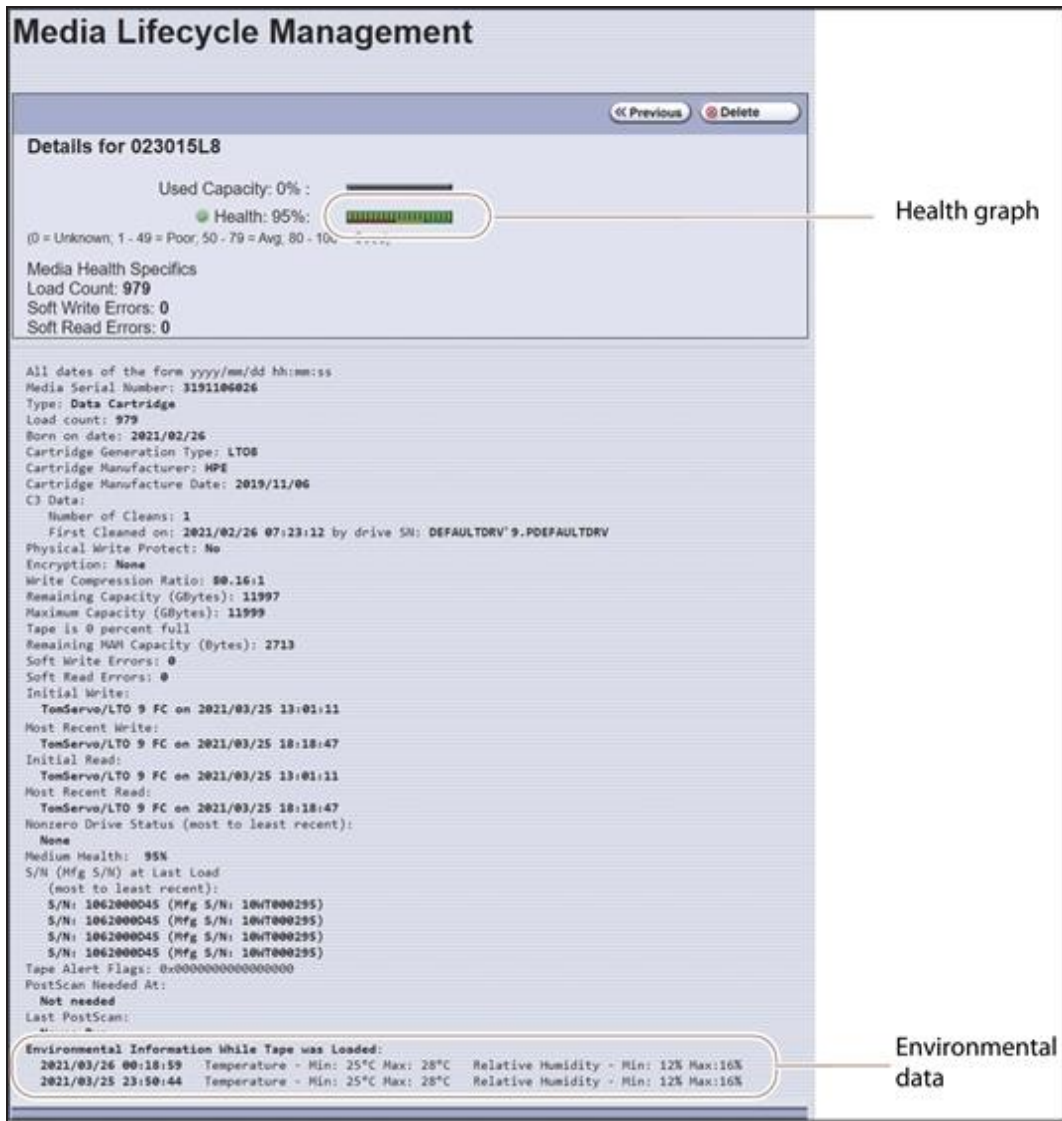 Media Lifecycle Management
Previous
Delete
Details for 023015L8
Used Capacity: 0% :
Health: 95%:
Health graph
(0 = Unknown; 1 - 49 = Poor; 50 - 79 = Avg; 80 - 100
Media Health Specifics
Load Count: 979
Soft Write Errors: 0
Soft Read Errors: 0
All dates of the form yyyy/mm/dd hh:mm:ss
Media Serial Number: 3191106026
Type: Data Cartridge
Load count: 979
Born on date: 2021/02/26
Cartridge Generation Type: LTO8
Cartridge Manufacturer: HPE
Cartridge Manufacture Date: 2019/11/06
C3 Data:
Number of Cleans: 1
First Cleaned on: 2021/02/26 07:23:12 by drive SN: DEFAULTDRV'9.PDEFAULTDRV
Physical Write Protect: No
Encryption: None
Write Compression Ratio: 80.16:1
Remaining Capacity (GBytes): 11997
Maximum Capacity (GBytes): 11999
Tape is 0 percent full
Remaining MAM Capacity (Bytes): 2713
Soft Write Errors: 0
Soft Read Errors: 0
Initial Write:
TomServo/LTO 9 FC on 2021/03/25 13:01:11
Most Recent Write:
TomServo/LTO 9 FC on 2021/03/25 18:18:47
Initial Read:
TomServo/LTO 9 FC on 2021/03/25 13:01:11
Most Recent Read:
TomServo/LTO 9 FC on 2021/03/25 18:18:47
Nonzero Drive Status (most to least recent):
None
Medium Health: 95%
S/N (Mfg S/N) at Last Load
(most to least recent):
S/N: 1062000D45 (Mfg S/N: 10WT000295)
S/N: 1062000D45 (Mfg S/N: 10WT000295)
S/N: 1062000D45 (Mfg S/N: 10WT000295)
S/N: 1062000D45 (Mfg S/N: 10WT000295)
Tape Alert Flags: 0x0000000000000000
PostScan Needed At:
Not needed
Last PostScan:
Environmental Information While Tape was Loaded:
2021/03/26 00:18:59 Temperature - Min: 25°C Max: 28°C Relative Humidity - Min: 12% Max:16%
2021/03/25 23:50:44 Temperature - Min: 25°C Max: 28°C Relative Humidity - Min: 12% Max:16%
Environmental
data